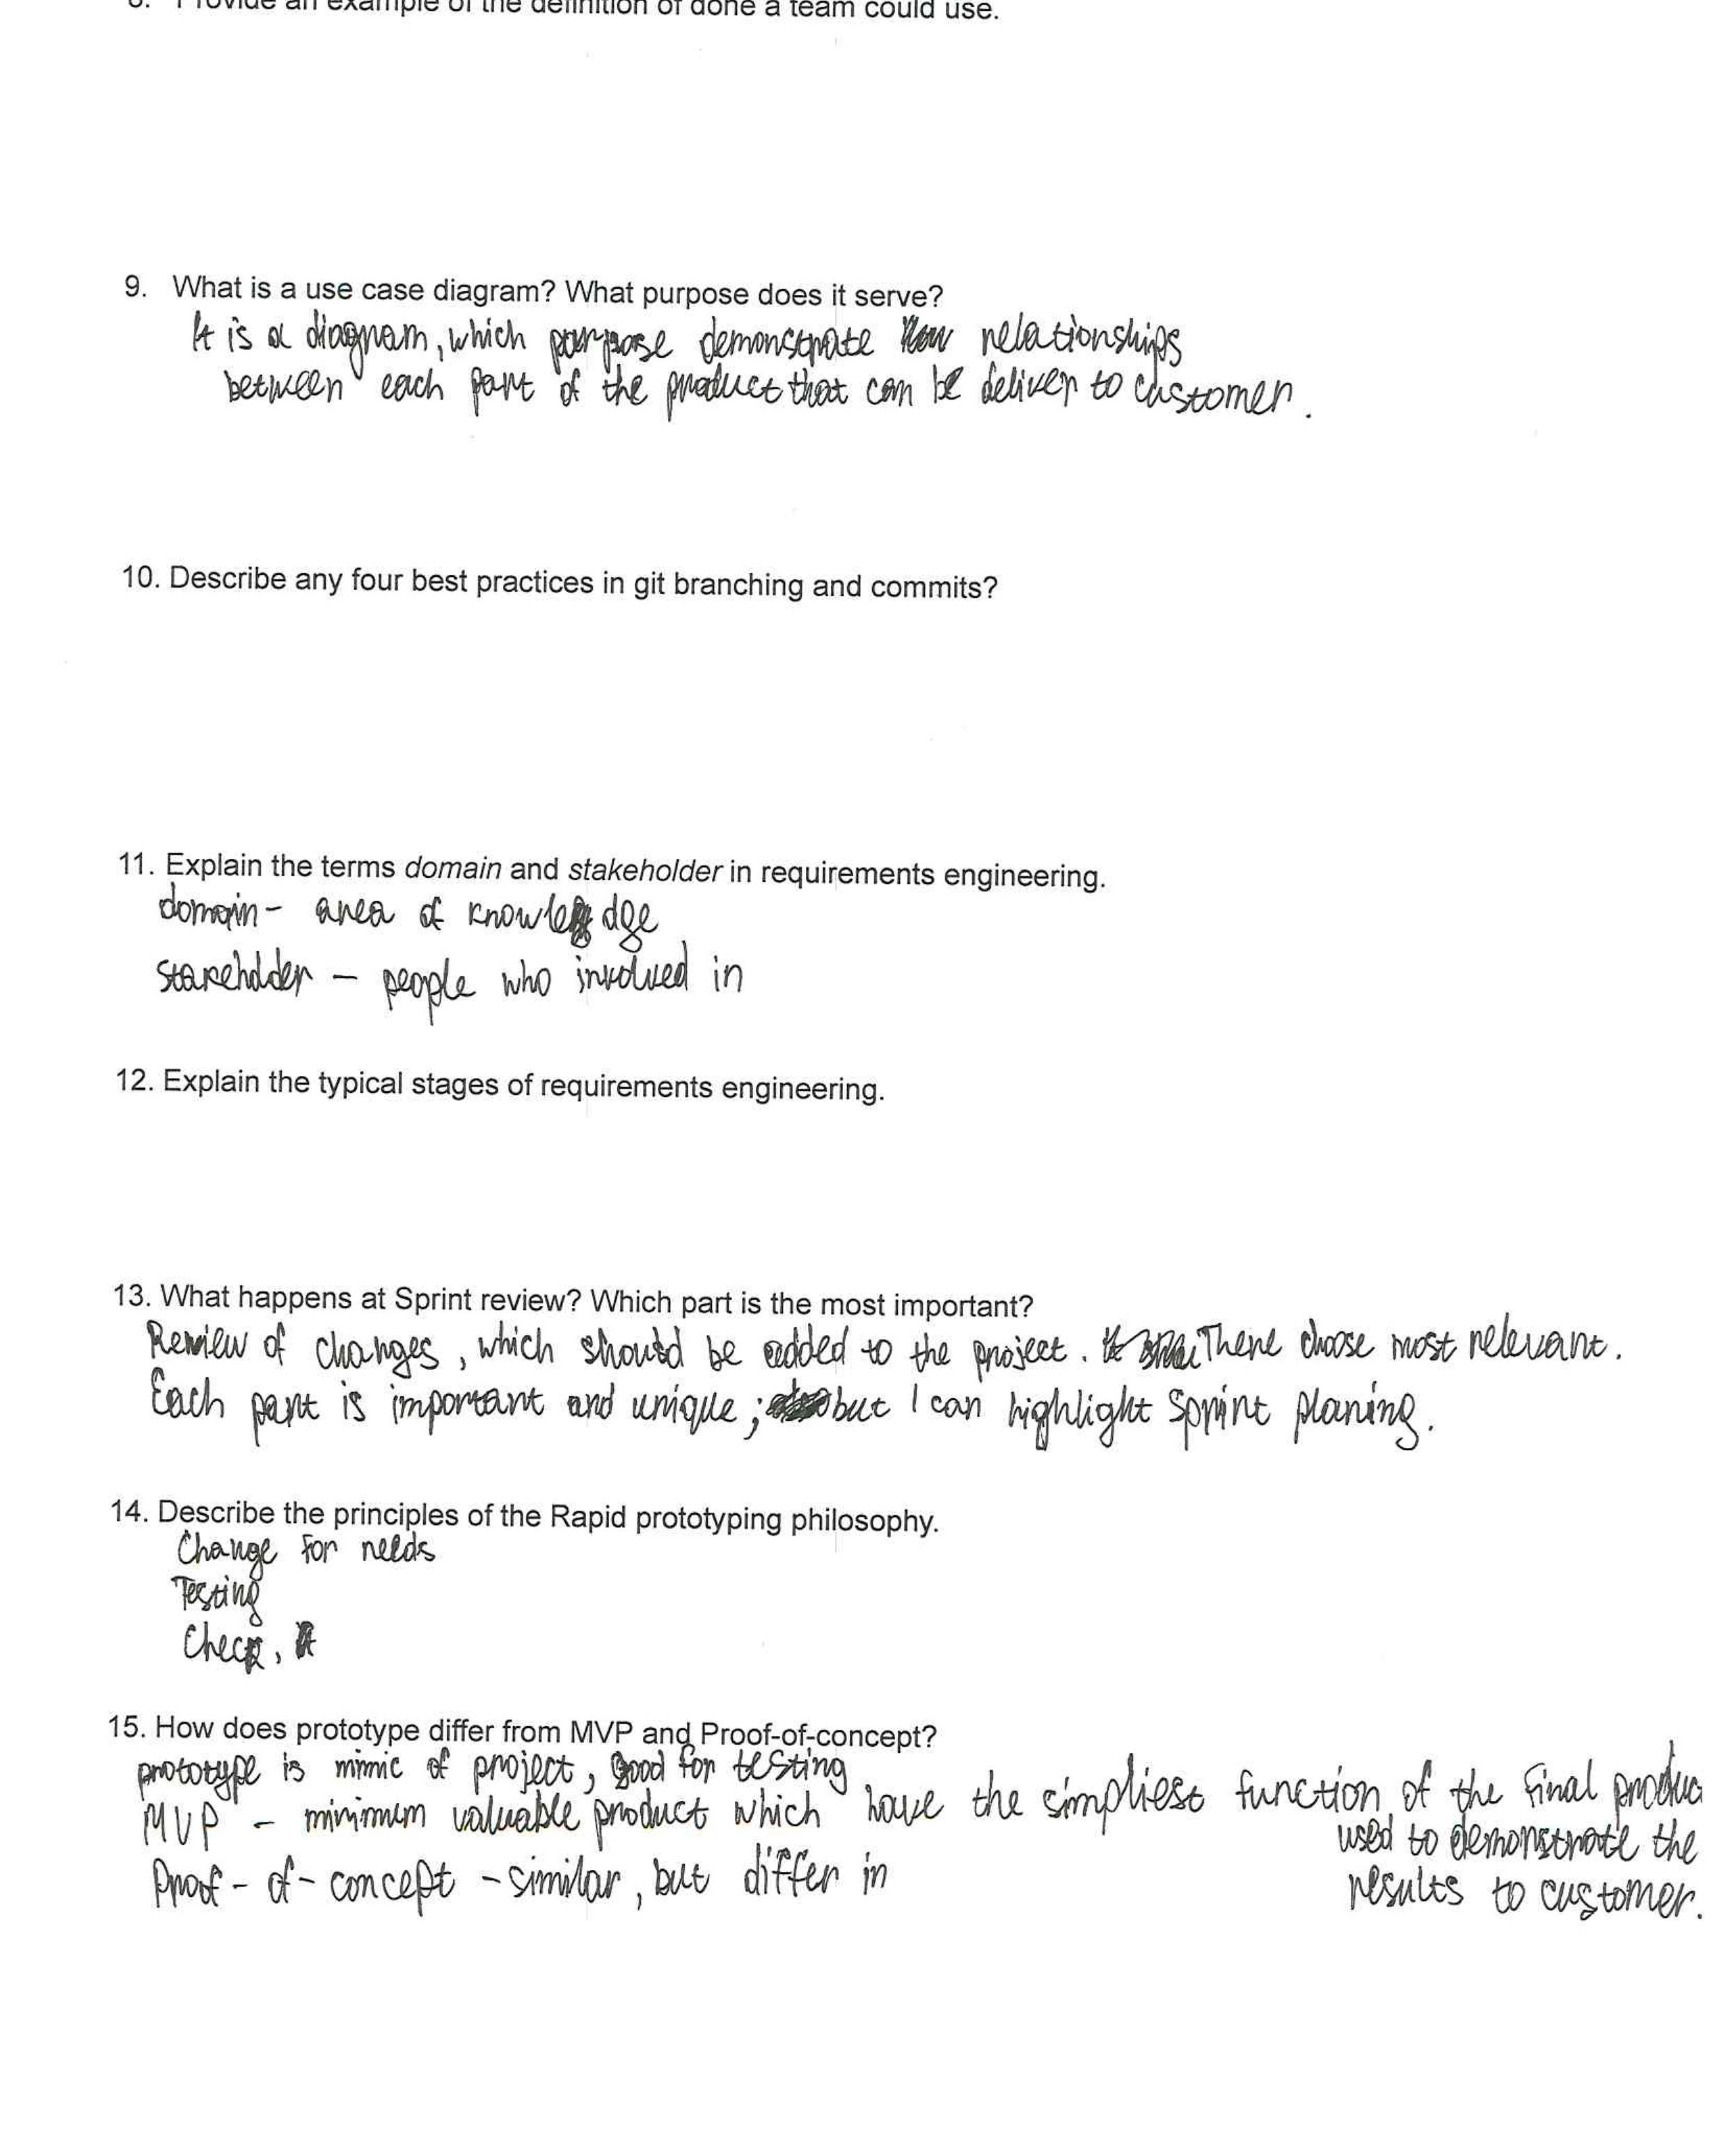 8. Provide an example of the definition of done a team could use.
9. What is a use case diagram? What purpose does it serve?
It is a diagram, which purpose demonstrate relationships
between each part of the product that can be deliver to customer.
10. Describe any four best practices in git branching and commits?
11. Explain the terms domain and stakeholder in requirements engineering.
domain - area of knowledge
stakeholder - people who involved in
12. Explain the typical stages of requirements engineering.
13. What happens at Sprint review? Which part is the most important?
Review of changes, which should be added to the project. There choose most relevant.
Each part is important and unique; but I can highlight Sprint planing.
14. Describe the principles of the Rapid prototyping philosophy.
Change for needs
Testing
Check,
15. How does prototype differ from MVP and Proof-of-concept?
prototype is mimic of project, good for testing
MVP - minimum valuable product which have the simpliest function of the final produc
used to demonstrate the
Proof-of-concept - similar, but differ in
results to customer.